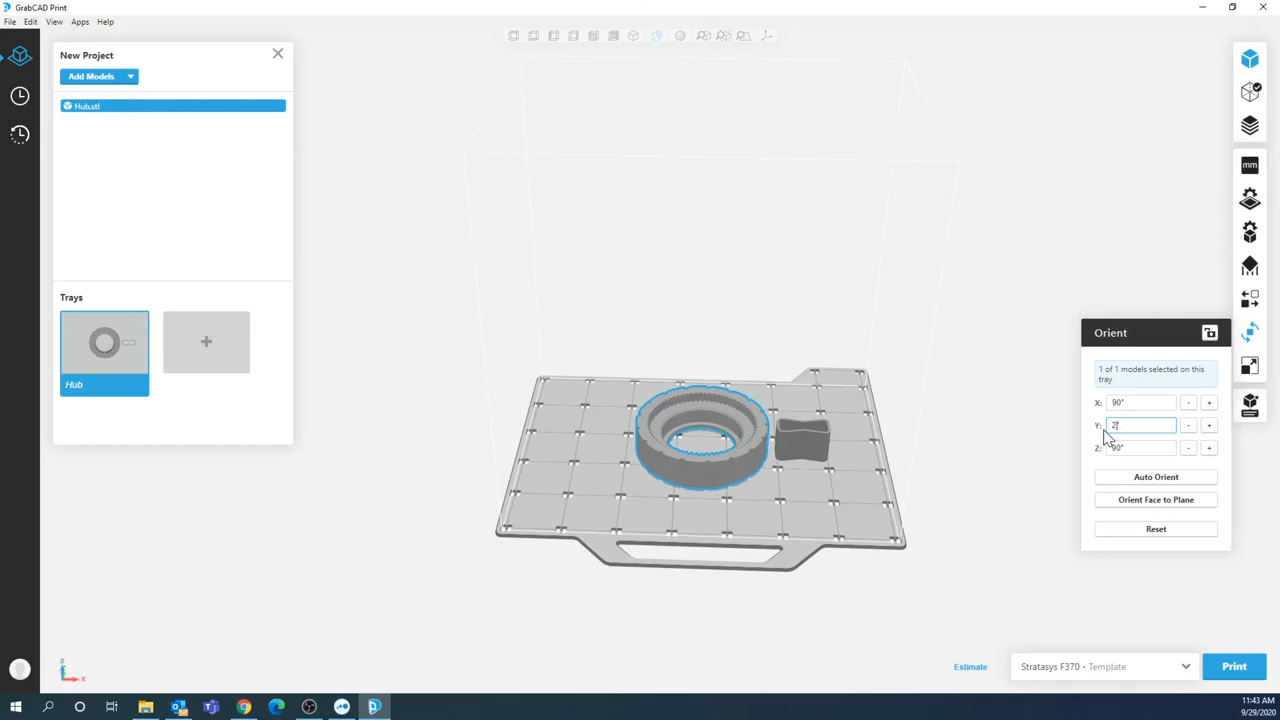 GrabCAD Print
File Edit View Apps Help
New Project
Add Models
Hub.stl
Trays
Hub
mm
Orient
1 of 1 models selected on this
tray
X: 90°
Y: 2
Z: 90°
Auto Orient
Orient Face to Plane
Reset
Estimate
Stratasys F370 • Template
Print
z
x
11:43 AM
9/29/2020